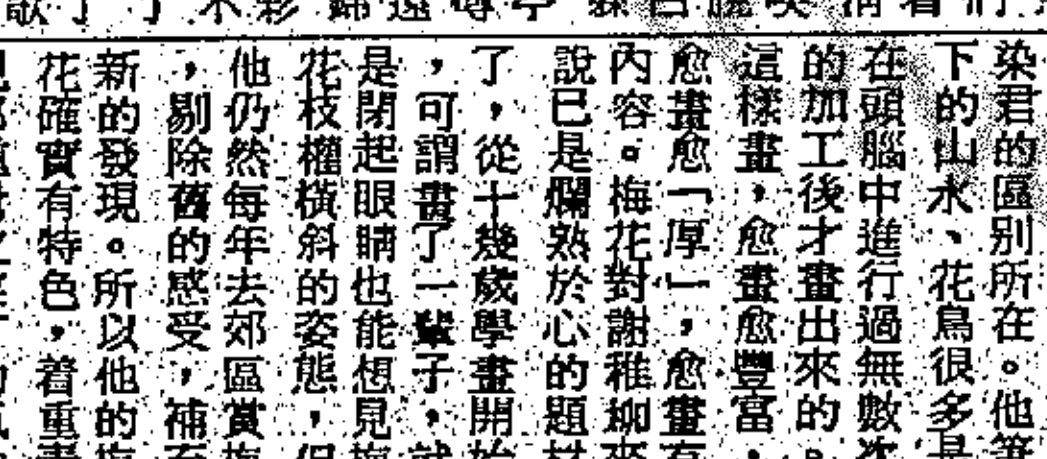 染君的區別所在。他筆
下的山水、花鳥很多是
在頭腦中進行過無數次
的加工後才畫出來的。
這樣畫,愈畫愈豐富,
愈畫愈「厚」,愈畫有
內容。梅花對謝稚柳來
說已是爛熟於心的題材
了,從十幾歲學畫開始
,可謂畫了一輩子,就
是閉起眼睛也能想見梅
花枝權橫斜的姿態,但
他仍然每年去郊區賞梅
,剔除舊的感受,補充
新的發現。所以他的梅
花確實有特色,着重